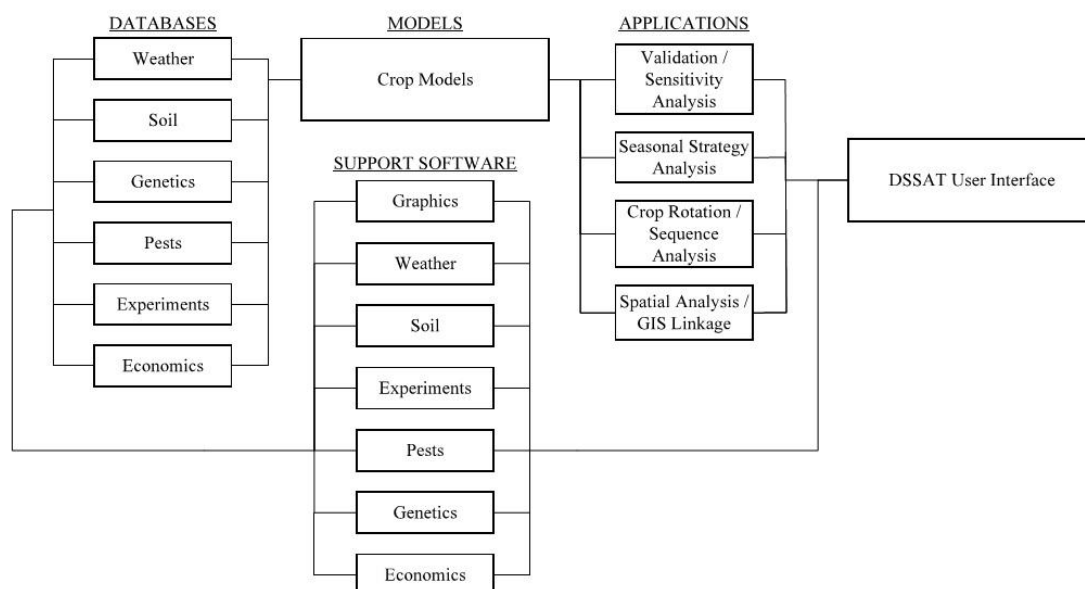 DATABASES
Weather
Soil
Genetics
Pests
Experiments
Economics
MODELS
Crop Models
SUPPORT SOFTWARE
Graphics
Weather
Soil
Experiments
Pests
Genetics
Economics
APPLICATIONS
Validation /
Sensitivity
Analysis
Seasonal Strategy
Analysis
Crop Rotation /
Sequence
Analysis
Spatial Analysis /
GIS Linkage
DSSAT User Interface